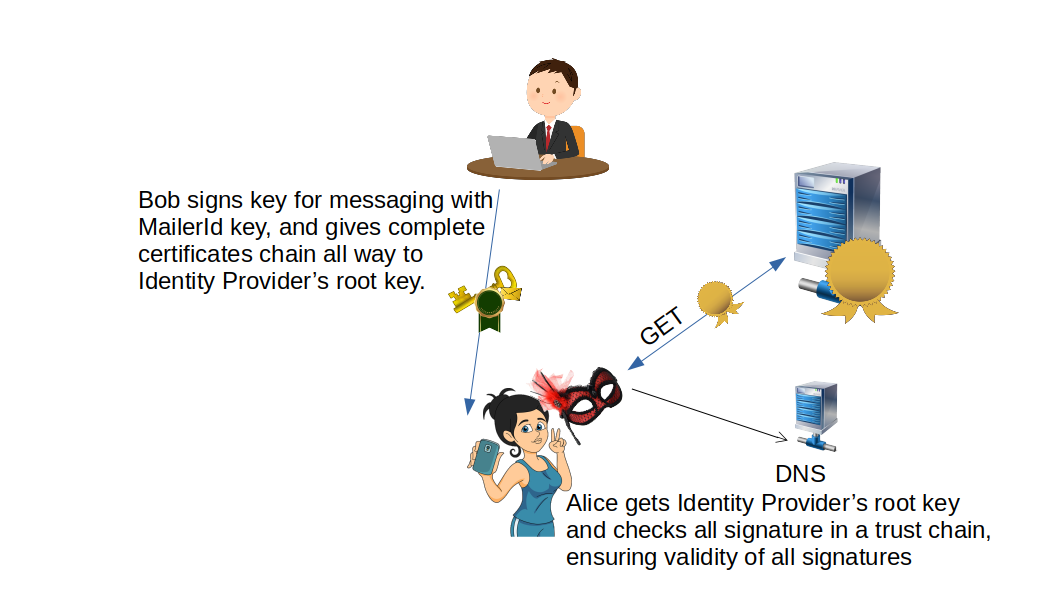 Bob signs key for messaging with
MailerId key, and gives complete
certificates chain all way to
Identity Provider’s root key.
GET
DNS
Alice gets Identity Provider’s root key
and checks all signature in a trust chain,
ensuring validity of all signatures